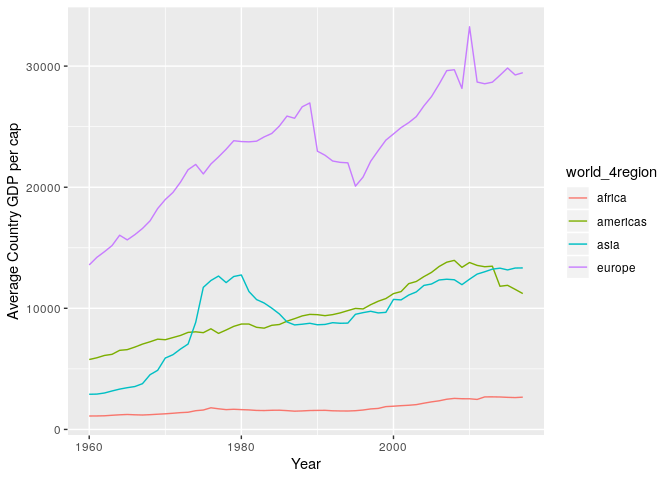 Average Country GDP per cap
30000
20000
10000
0
1960
1980
2000
Year
world_4region
africa
americas
asia
europe